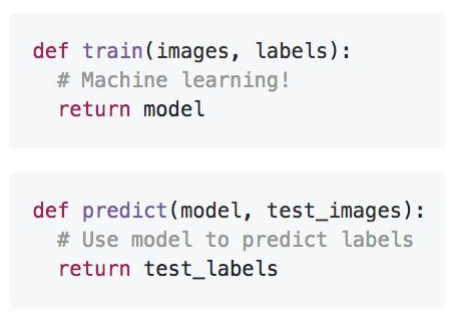 def train(images, labels):
  # Machine learning!
  return model
def predict(model, test_images):
  # Use model to predict labels
  return test_labels